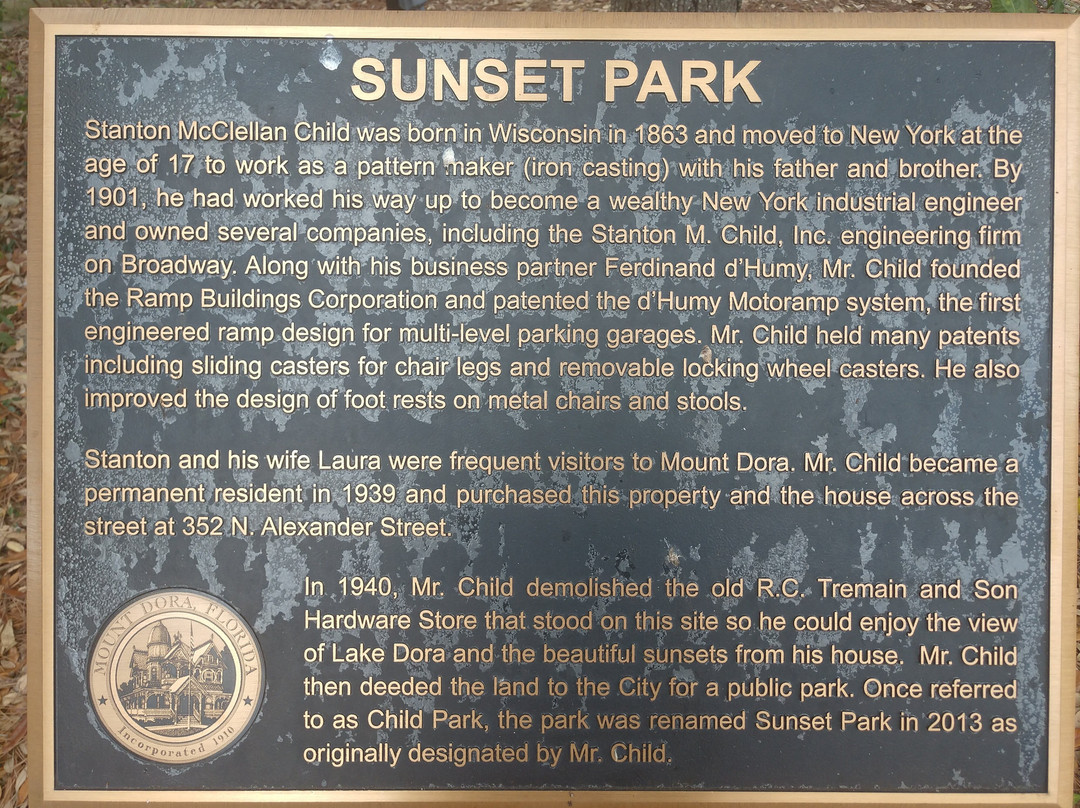 SUNSET PARK
Stanton McClellan Child was born in Wisconsin in 1863 and moved to New York at the
age of 17 to work as a pattern maker (iron casting) with his father and brother. By
1901, he had worked his way up to become a wealthy New York industrial engineer
and owned several companies, including the Stanton M. Child, Inc. engineering firm
on Broadway. Along with his business partner Ferdinand d'Humy, Mr. Child founded
the Ramp Buildings Corporation and patented the d'Humy Motoramp system, the first
engineered ramp design for multi-level parking garages. Mr. Child held many patents
including sliding casters for chair legs and removable locking wheel casters. He also
improved the design of foot rests on metal chairs and stools.
Stanton and his wife Laura were frequent visitors to Mount Dora. Mr. Child became a
permanent resident in 1939 and purchased this property and the house across the
street at 352 N. Alexander Street.
In 1940, Mr. Child demolished the old R.C. Tremain and Son
Hardware Store that stood on this site so he could enjoy the view
of Lake Dora and the beautiful sunsets from his house. Mr. Child
then deeded the land to the City for a public park. Once referred
to as Child Park, the park was renamed Sunset Park in 2013 as
originally designated by Mr. Child.
MOUNT DORA, FLORIDA
Incorporated 1910